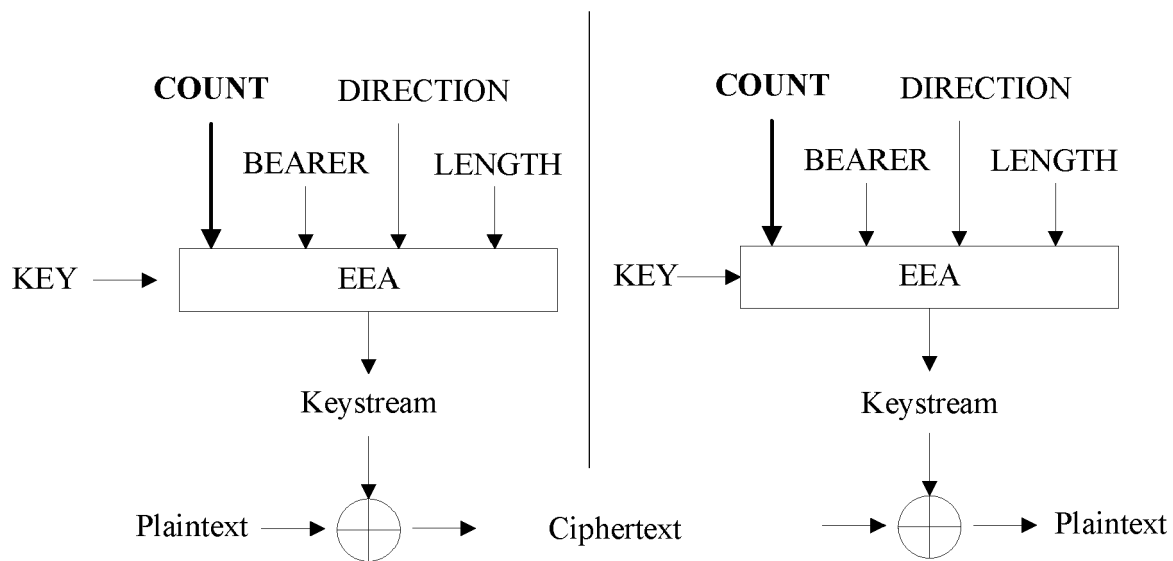 COUNT DIRECTION
BEARER LENGTH
KEY EEA
Keystream
Plaintext
COUNT DIRECTION
BEARER LENGTH
KEY EEA
Keystream
Ciphertext
Plaintext